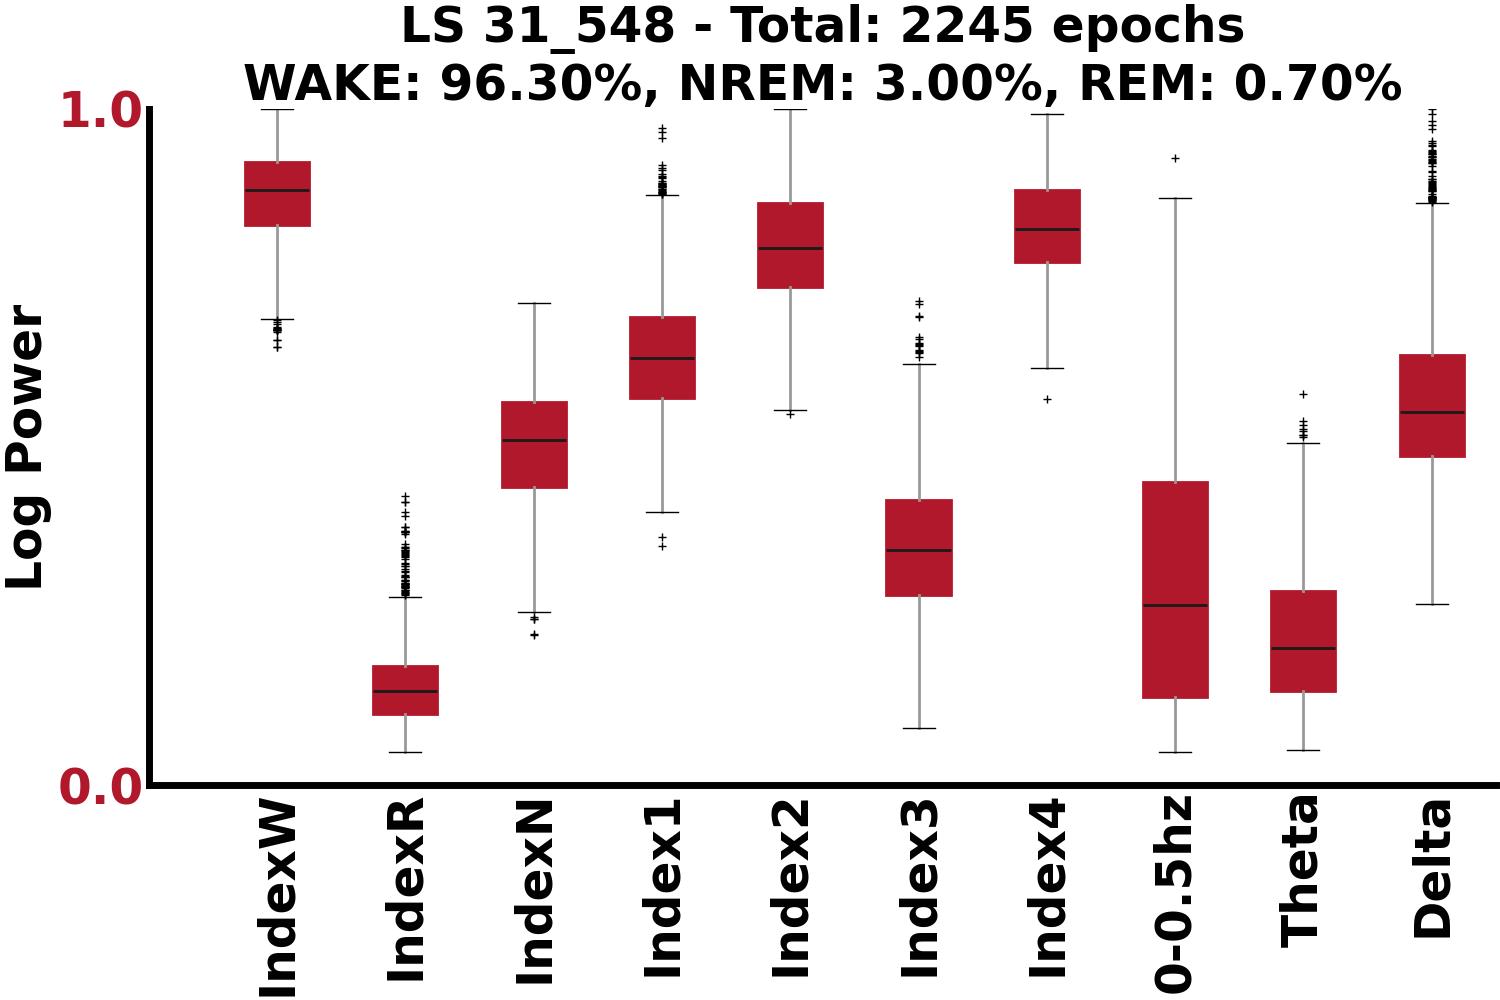 LS 31_548 - Total: 2245 epochs
WAKE: 96.30%, NREM: 3.00%, REM: 0.70%
1.0
Log Power
0.0
IndexW
IndexR
IndexN
Index1
Index2
Index3
Index4
0-0.5hz
Theta
Delta